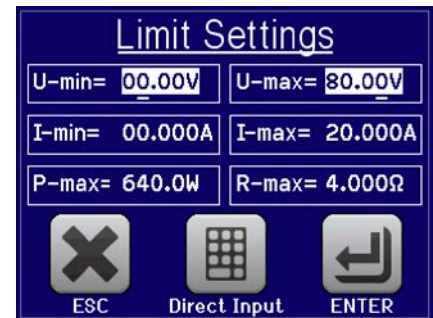 Limit Settings
U-min= 00.00V U-max= 80.00V
I-min= 00.000A I-max= 20.000A
P-max= 640.0W R-max= 4.000Ω
ESC Direct Input ENTER